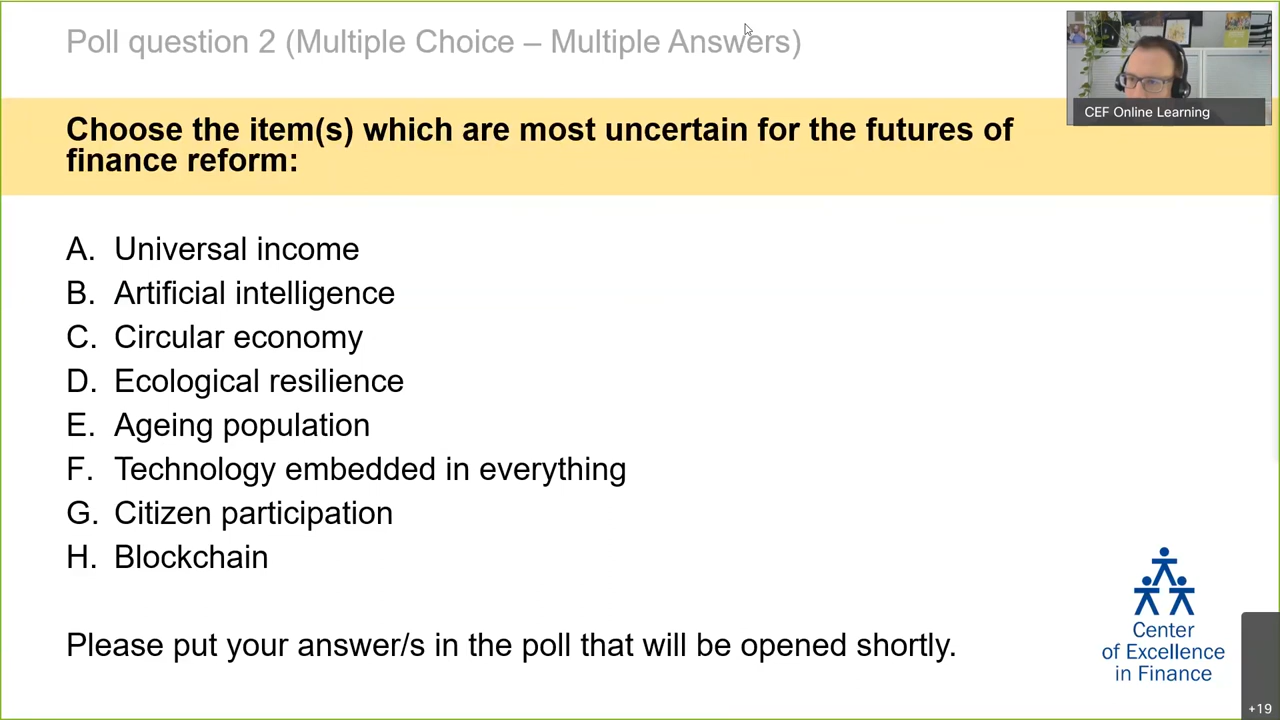 Poll question 2 (Multiple Choice – Multiple Answers)
CEF Online Learning
Choose the item(s) which are most uncertain for the futures of
finance reform:
A. Universal income
B. Artificial intelligence
C. Circular economy
D. Ecological resilience
E. Ageing population
F. Technology embedded in everything
G. Citizen participation
H. Blockchain
Please put your answer/s in the poll that will be opened shortly.
Center
of Excellence
in Finance
+19